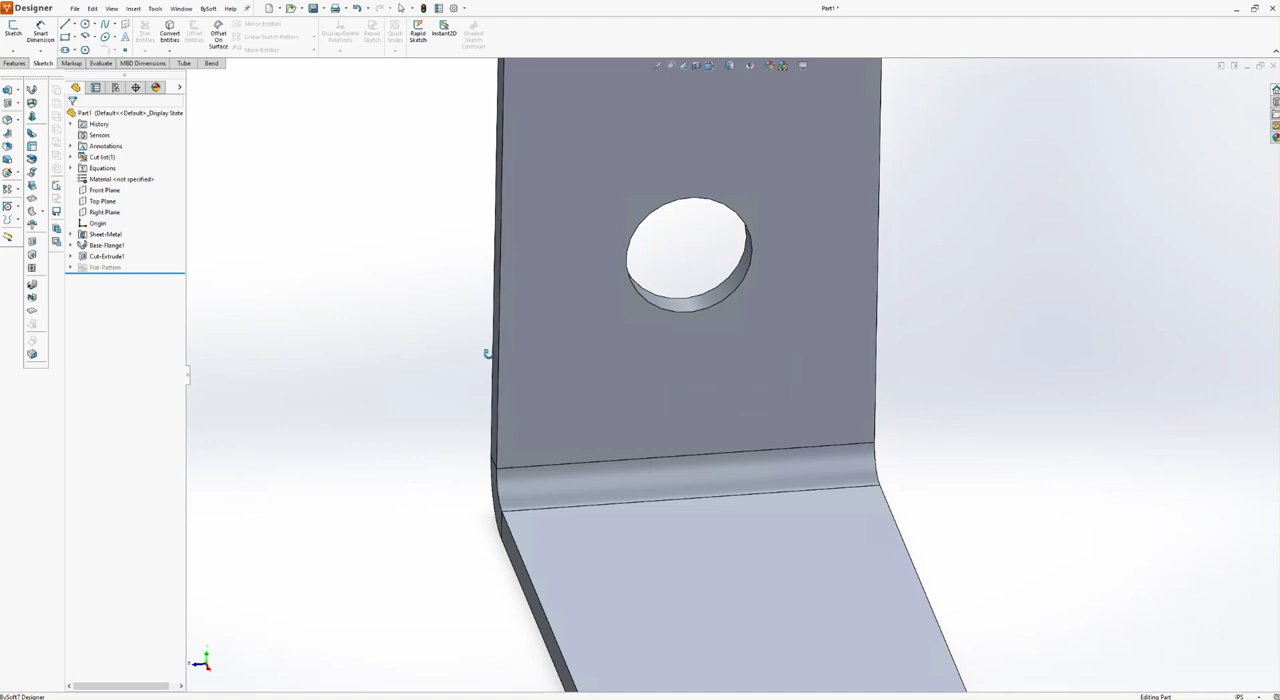 Designer
File Edit View Insert Tools Window BySoft Help
Part1 *
Sketch
Smart Dimension
Trim Entities
Convert Entities
Offset Entities
Offset On Surface
Mirror Entities
Linear Sketch Pattern
Move Entities
Display/Delete Relations
Repair Sketch
Quick Snaps
Rapid Sketch
Instant2D
Shaded Sketch Contours
Features Sketch Markup Evaluate MBD Dimensions Tube Bend
Part1 (Default<<Default>_Display State
History
Sensors
Annotations
Cut list(1)
Equations
Material <not specified>
Front Plane
Top Plane
Right Plane
Origin
Sheet-Metal
Base-Flange1
Cut-Extrude1
Flat-Pattern
BySoft7 Designer
Editing Part
IPS